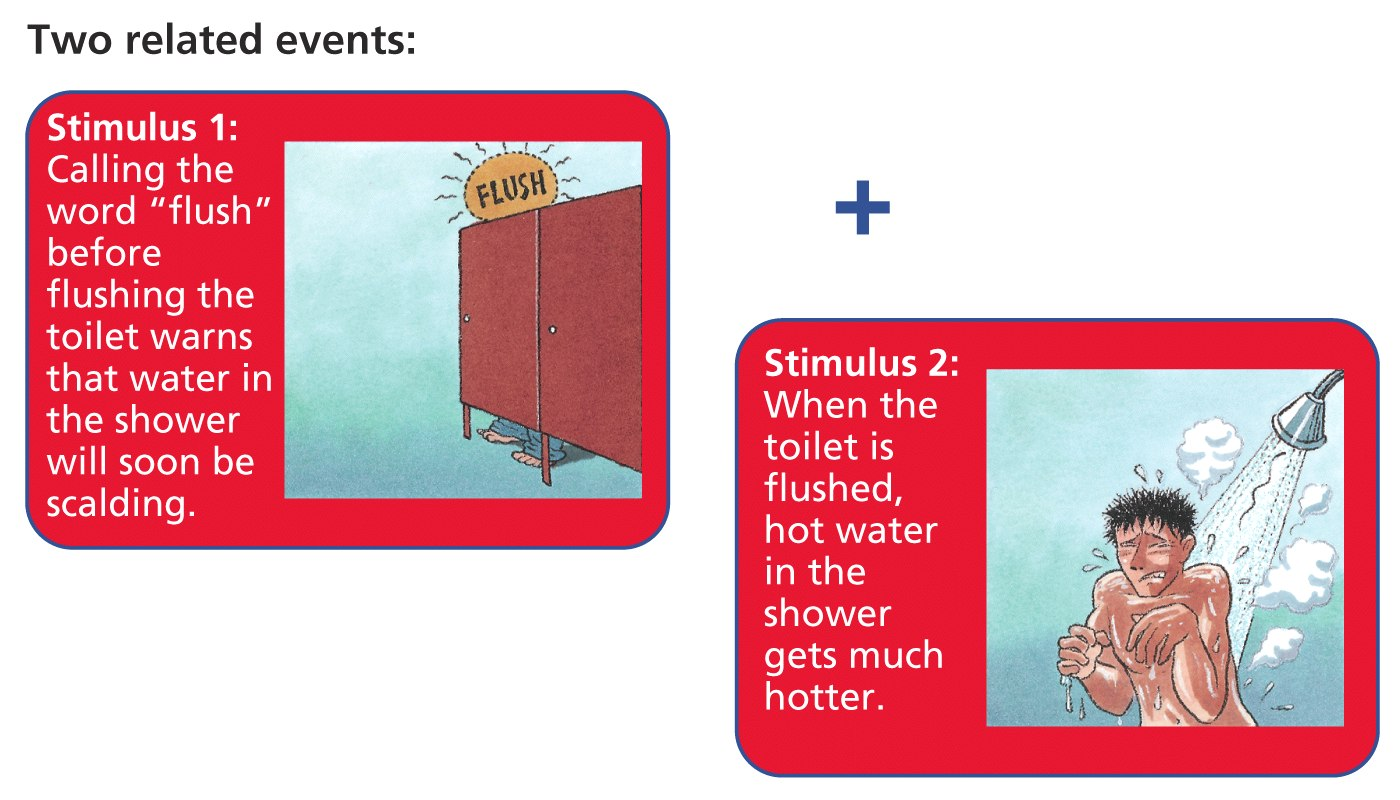 Two related events:
Stimulus 1:
Calling the
word “flush”
before
flushing the
toilet warns
that water in
the shower
will soon be
scalding.
FLUSH
+
Stimulus 2:
When the
toilet is
flushed,
hot water
in the
shower
gets much
hotter.